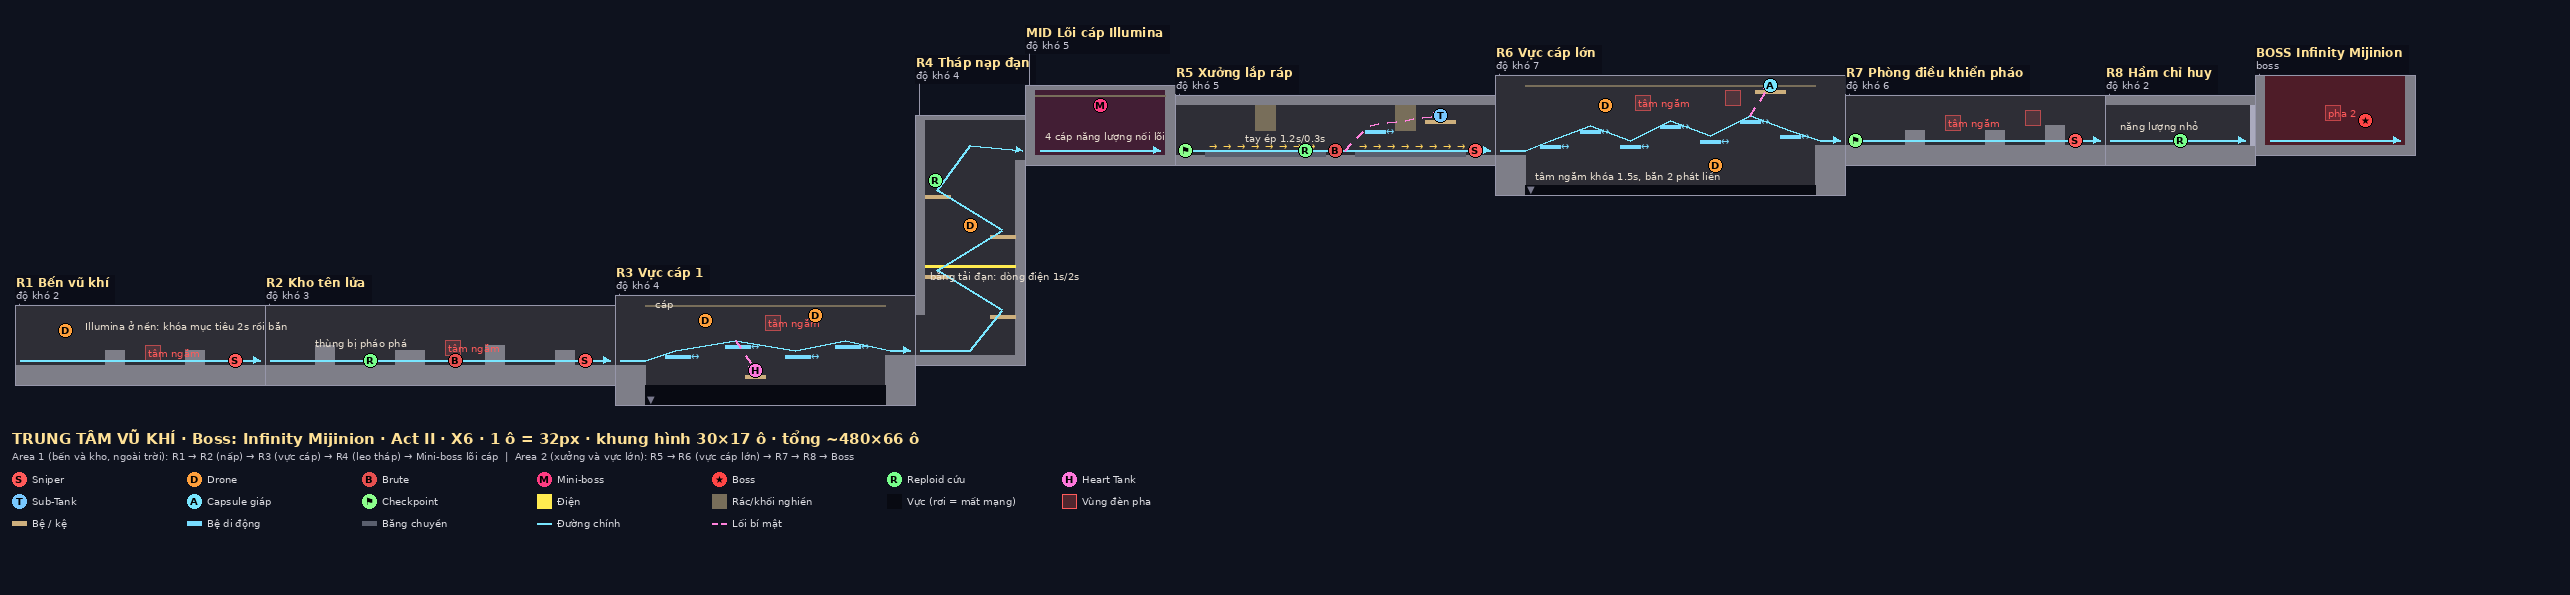 MID Lõi cáp Illumina
độ khó 5
R4 Tháp nạp đạn
độ khó 4
R5 Xưởng lắp ráp
độ khó 5
R6 Vực cáp lớn
độ khó 7
R7 Phòng điều khiển pháo
độ khó 6
R8 Hầm chỉ huy
độ khó 2
BOSS Infinity Mijinion
boss
M
4 cáp năng lượng nối lõi
tay ép 1.2s/0.3s
R
B
T
S
D
tâm ngắm
A
D
tâm ngắm khóa 1.5s, bắn 2 phát liền
tâm ngắm
S
năng lượng nhỏ
R
pha 2
★
R
D
băng tải đạn: dòng điện 1s/2s
R1 Bến vũ khí
độ khó 2
R2 Kho tên lửa
độ khó 3
R3 Vực cáp 1
độ khó 4
D
Illumina ở nền: khóa mục tiêu 2s rồi bắn
tâm ngắm
S
thùng bị pháo phá
R
tâm ngắm
B
S
cáp
D
tâm ngắm
D
H
TRUNG TÂM VŨ KHÍ · Boss: Infinity Mijinion · Act II · X6 · 1 ô = 32px · khung hình 30×17 ô · tổng ~480×66 ô
Area 1 (bến và kho, ngoài trời): R1 → R2 (nấp) → R3 (vực cáp) → R4 (leo tháp) → Mini-boss lõi cáp | Area 2 (xưởng và vực lớn): R5 → R6 (vực cáp lớn) → R7 → R8 → Boss
S Sniper
D Drone
B Brute
M Mini-boss
★ Boss
R Reploid cứu
H Heart Tank
T Sub-Tank
A Capsule giáp
⚑ Checkpoint
Điện
Rác/khối nghiền
Vực (rơi = mất mạng)
Vùng đèn pha
Bệ / kệ
Bệ di động
Băng chuyền
Đường chính
Lối bí mật